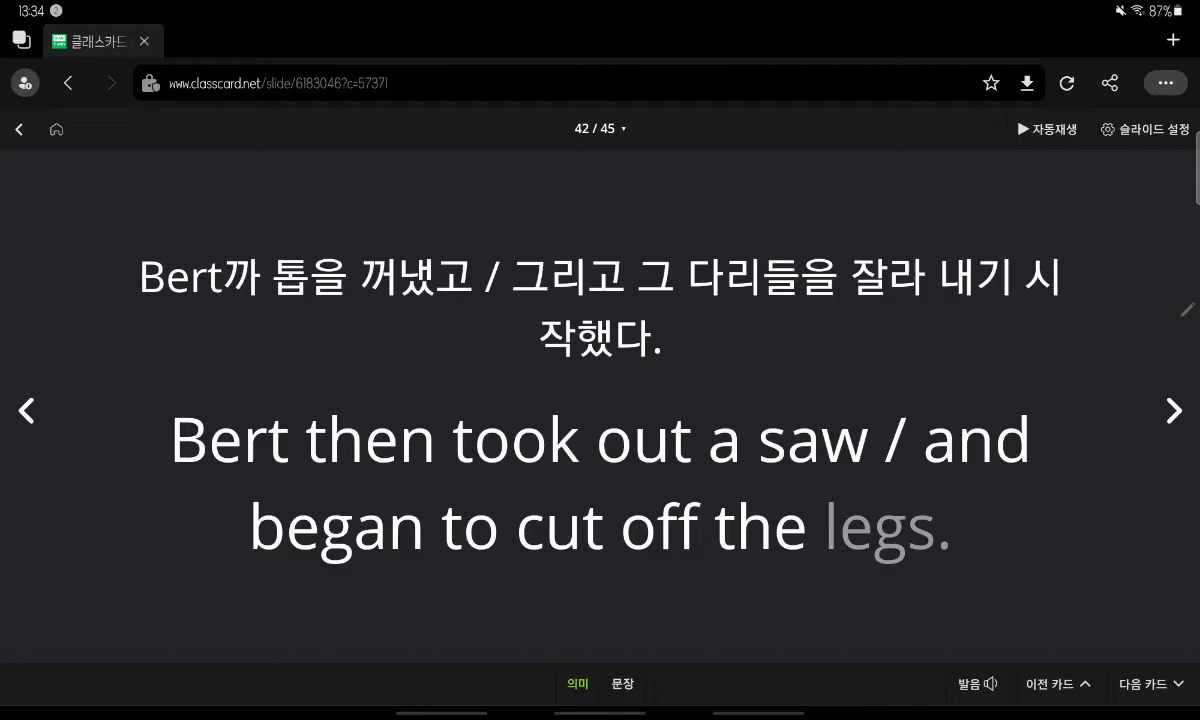 13:34 2 87%
클래스카드
www.classcard.net/slide/6183046?c=57371
42 / 45 자동재생 슬라이드 설정
Bert까 톱을 꺼냈고 / 그리고 그 다리들을 잘라 내기 시
작했다.
Bert then took out a saw / and
began to cut off the legs.
의미 문장 발음 이전 카드 다음 카드